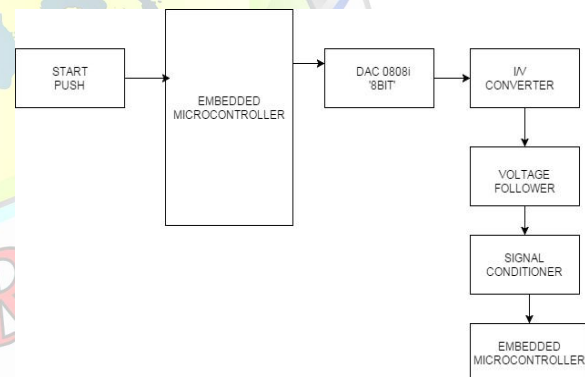 START
PUSH
EMBEDDED
MICROCONTROLLER
DAC 0808i
'8BIT'
I/V
CONVERTER
VOLTAGE
FOLLOWER
SIGNAL
CONDITIONER
EMBEDDED
MICROCONTROLLER